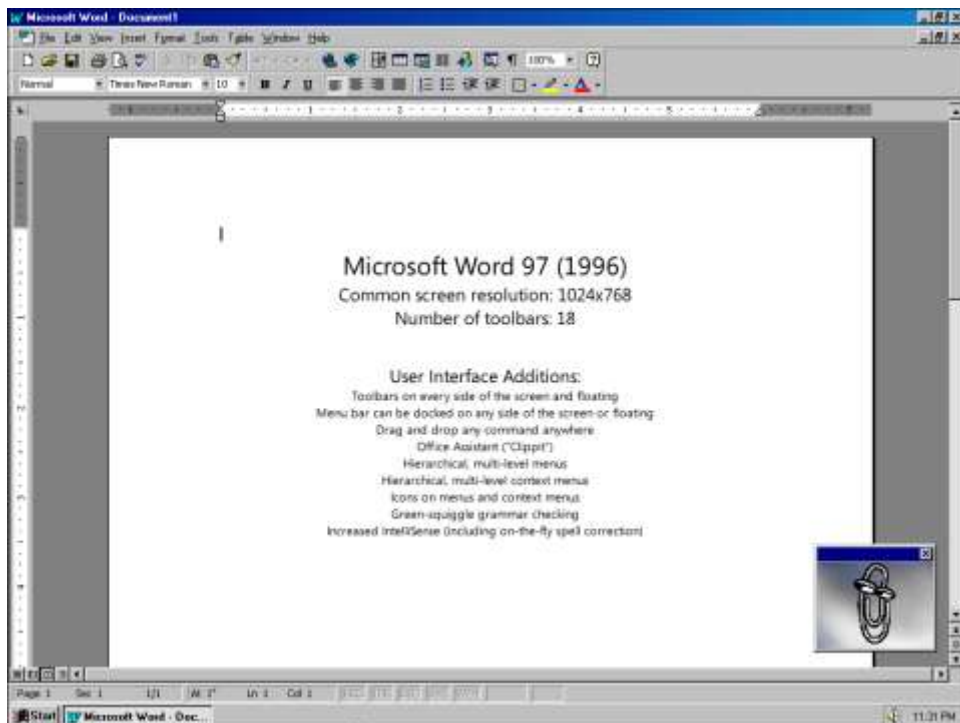 Microsoft Word - Document1
File Edit View Insert Format Tools Table Window Help
100%
Normal Times New Roman 10 B I U
Microsoft Word 97 (1996)
Common screen resolution: 1024x768
Number of toolbars: 18
User Interface Additions:
Toolbars on every side of the screen and floating
Menu bar can be docked on any side of the screen or floating
Drag and drop any command anywhere
Office Assistant ("Clippit")
Hierarchical, multi-level menus
Hierarchical, multi-level context menus
Icons on menus and context menus
Green-squiggle grammar checking
Increased IntelliSense (including on-the-fly spell correction)
Page 1 Sec 1 1/1 At 1" Ln 1 Col 1
Start Microsoft Word - Doc... 11:31 PM